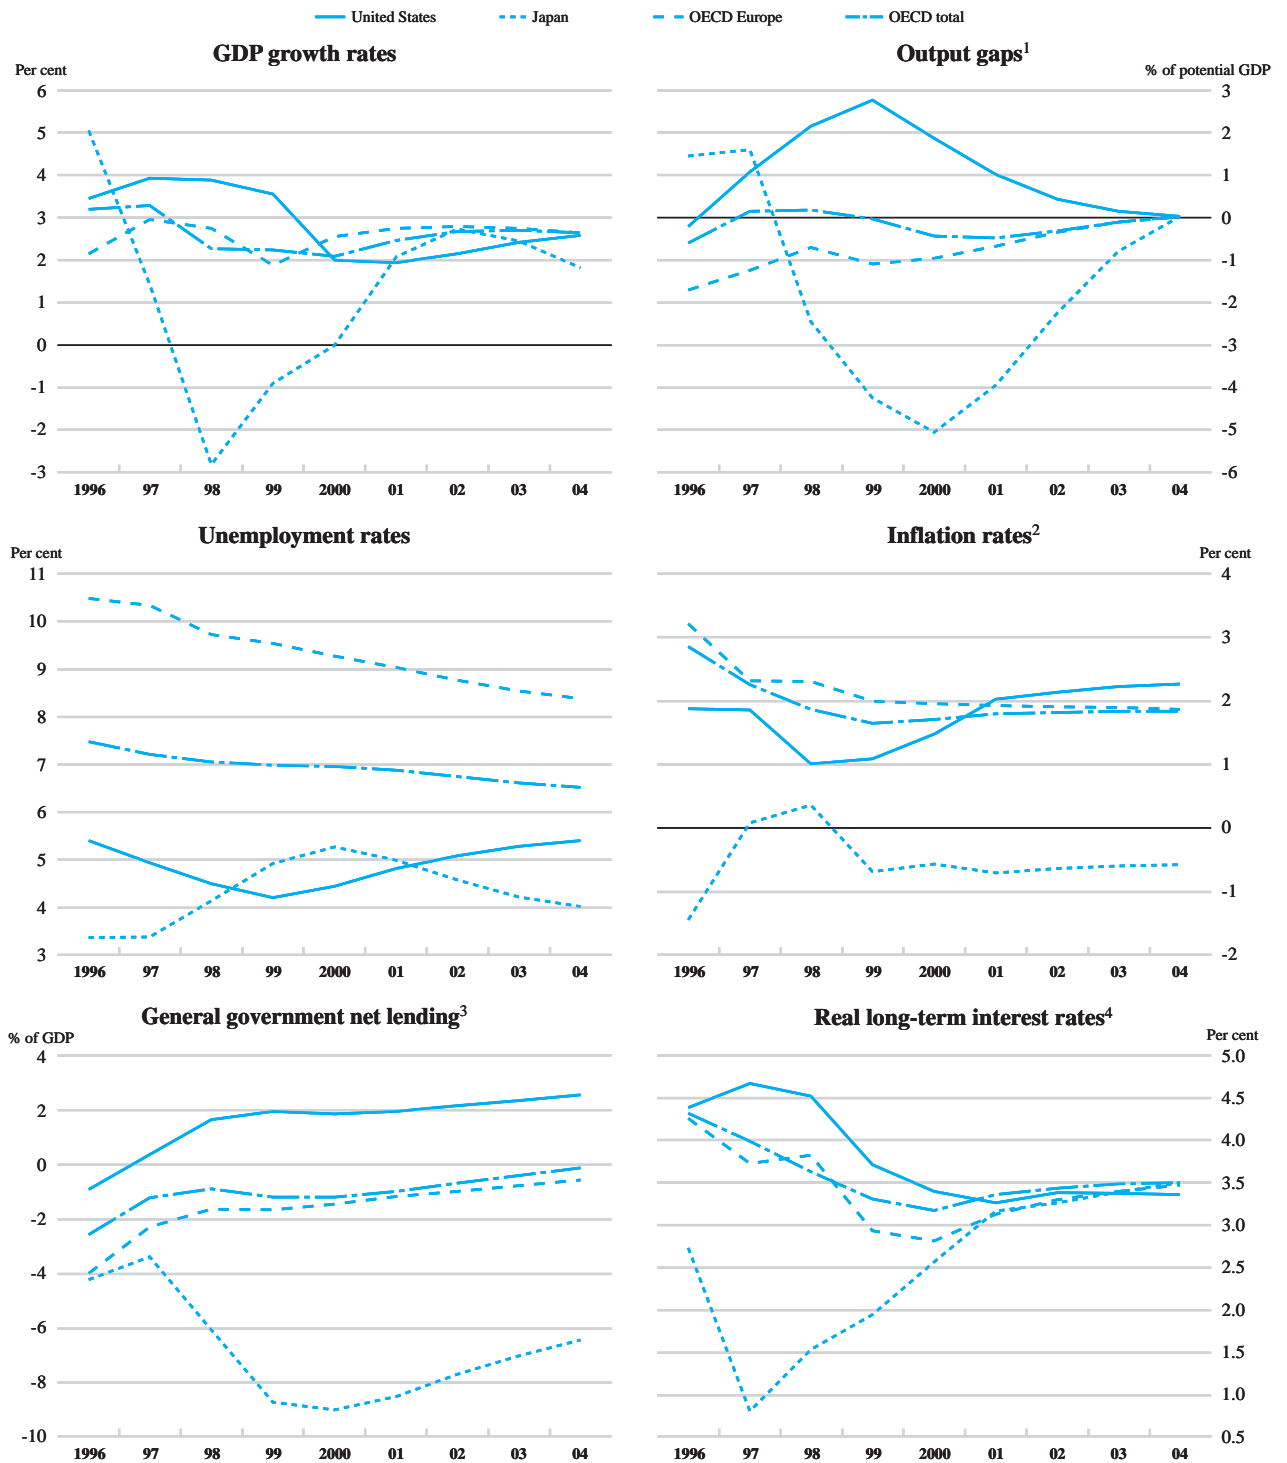 United States Japan OECD Europe OECD total
GDP growth rates
Per cent
6
5
4
3
2
1
0
-1
-2
-3
1996 97 98 99 2000 01 02 03 04
Output gaps1
% of potential GDP
3
2
1
0
-1
-2
-3
-4
-5
-6
1996 97 98 99 2000 01 02 03 04
Unemployment rates
Per cent
11
10
9
8
7
6
5
4
3
1996 97 98 99 2000 01 02 03 04
Inflation rates2
Per cent
4
3
2
1
0
-1
-2
1996 97 98 99 2000 01 02 03 04
General government net lending3
% of GDP
4
2
0
-2
-4
-6
-8
-10
1996 97 98 99 2000 01 02 03 04
Real long-term interest rates4
Per cent
5.0
4.5
4.0
3.5
3.0
2.5
2.0
1.5
1.0
0.5
1996 97 98 99 2000 01 02 03 04